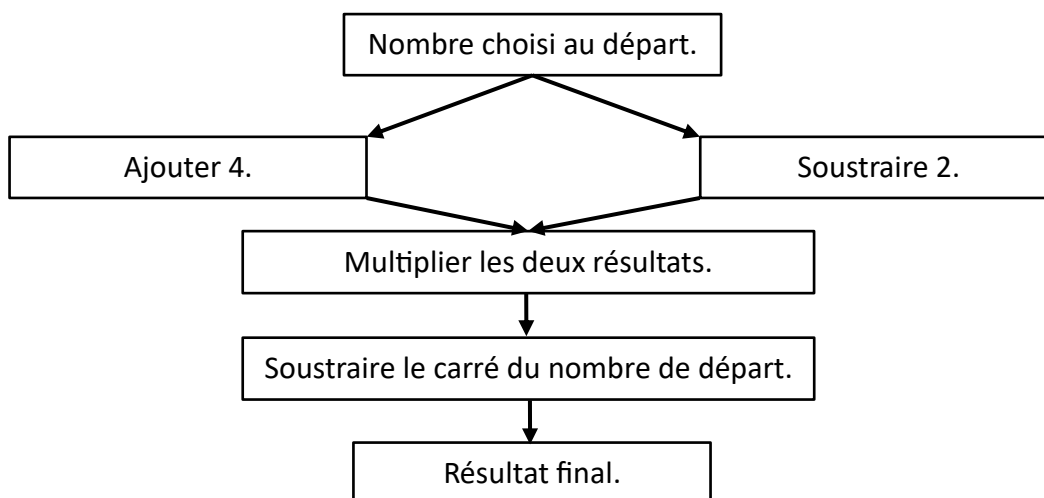 Nombre choisi au départ.
Ajouter 4.
Soustraire 2.
Multiplier les deux résultats.
Soustraire le carré du nombre de départ.
Résultat final.